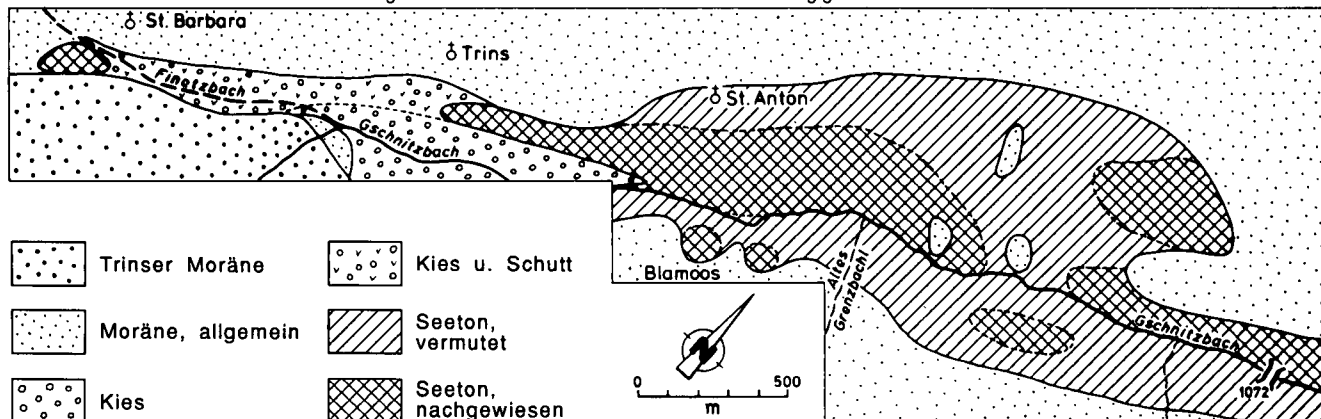 St. Barbara
Trins
Finetzbach
St. Anton
Gschnitzbach
Blamoos
Altes
Grenzbachl
Gschnitzbach
1072
Trinser Moräne
Moräne, allgemein
Kies
Kies u. Schutt
Seeton,
vermutet
Seeton,
nachgewiesen
0 500
m